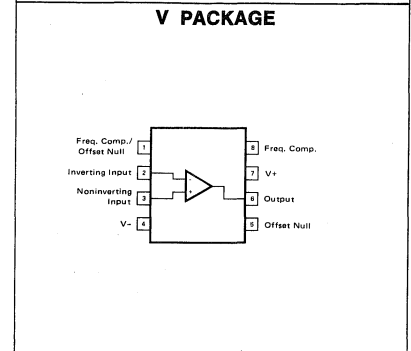 V PACKAGE
Freq. Comp./
Offset Null 1
8 Freq. Comp.
Inverting Input 2
-
7 V+
Noninverting
Input 3
+
6 Output
V- 4
5 Offset Null